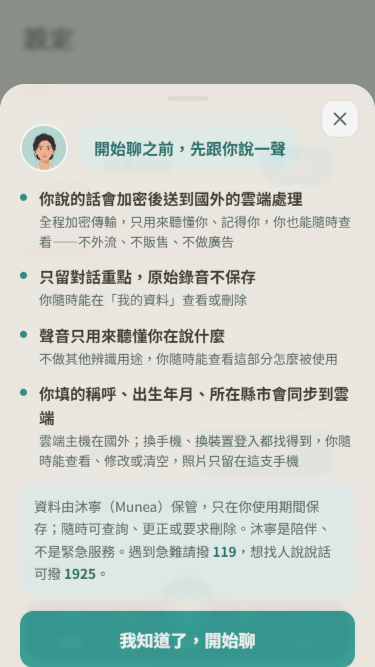 設定
開始聊之前，先跟你說一聲
你說的話會加密後送到國外的雲端處理
全程加密傳輸，只用來聽懂你、記得你，你也能隨時查
看——不外流、不販售、不做廣告
只留對話重點，原始錄音不保存
你隨時能在「我的資料」查看或刪除
聲音只用來聽懂你在說什麼
不做其他辨識用途，你隨時能查看這部分怎麼被使用
你填的稱呼、出生年月、所在縣市會同步到雲
端
雲端主機在國外；換手機、換裝置登入都找得到，你隨
時能查看、修改或清空，照片只留在這支手機
資料由沐寧（Munea）保管，只在你使用期間保
存；隨時可查詢、更正或要求刪除。沐寧是陪伴、
不是緊急服務。遇到急難請撥 119，想找人說說話
可撥 1925。
我知道了，開始聊